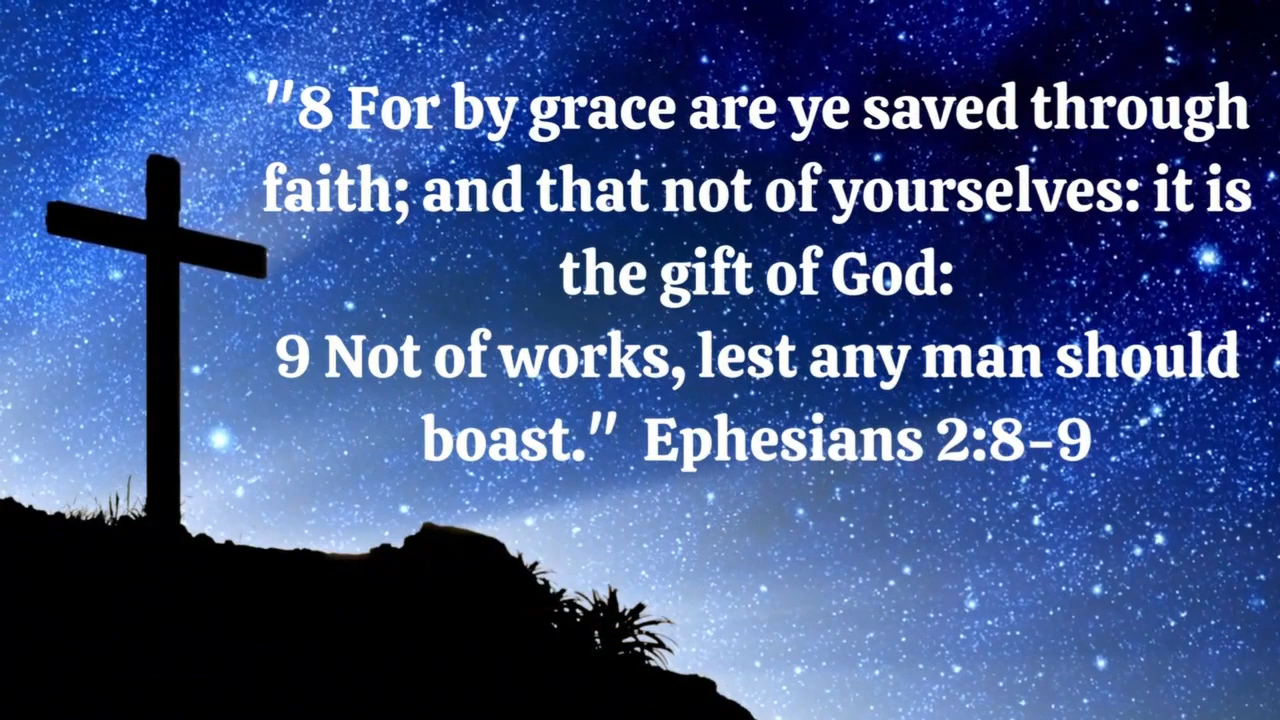 "8 For by grace are ye saved through
faith; and that not of yourselves: it is
the gift of God:
9 Not of works, lest any man should
boast." Ephesians 2:8-9